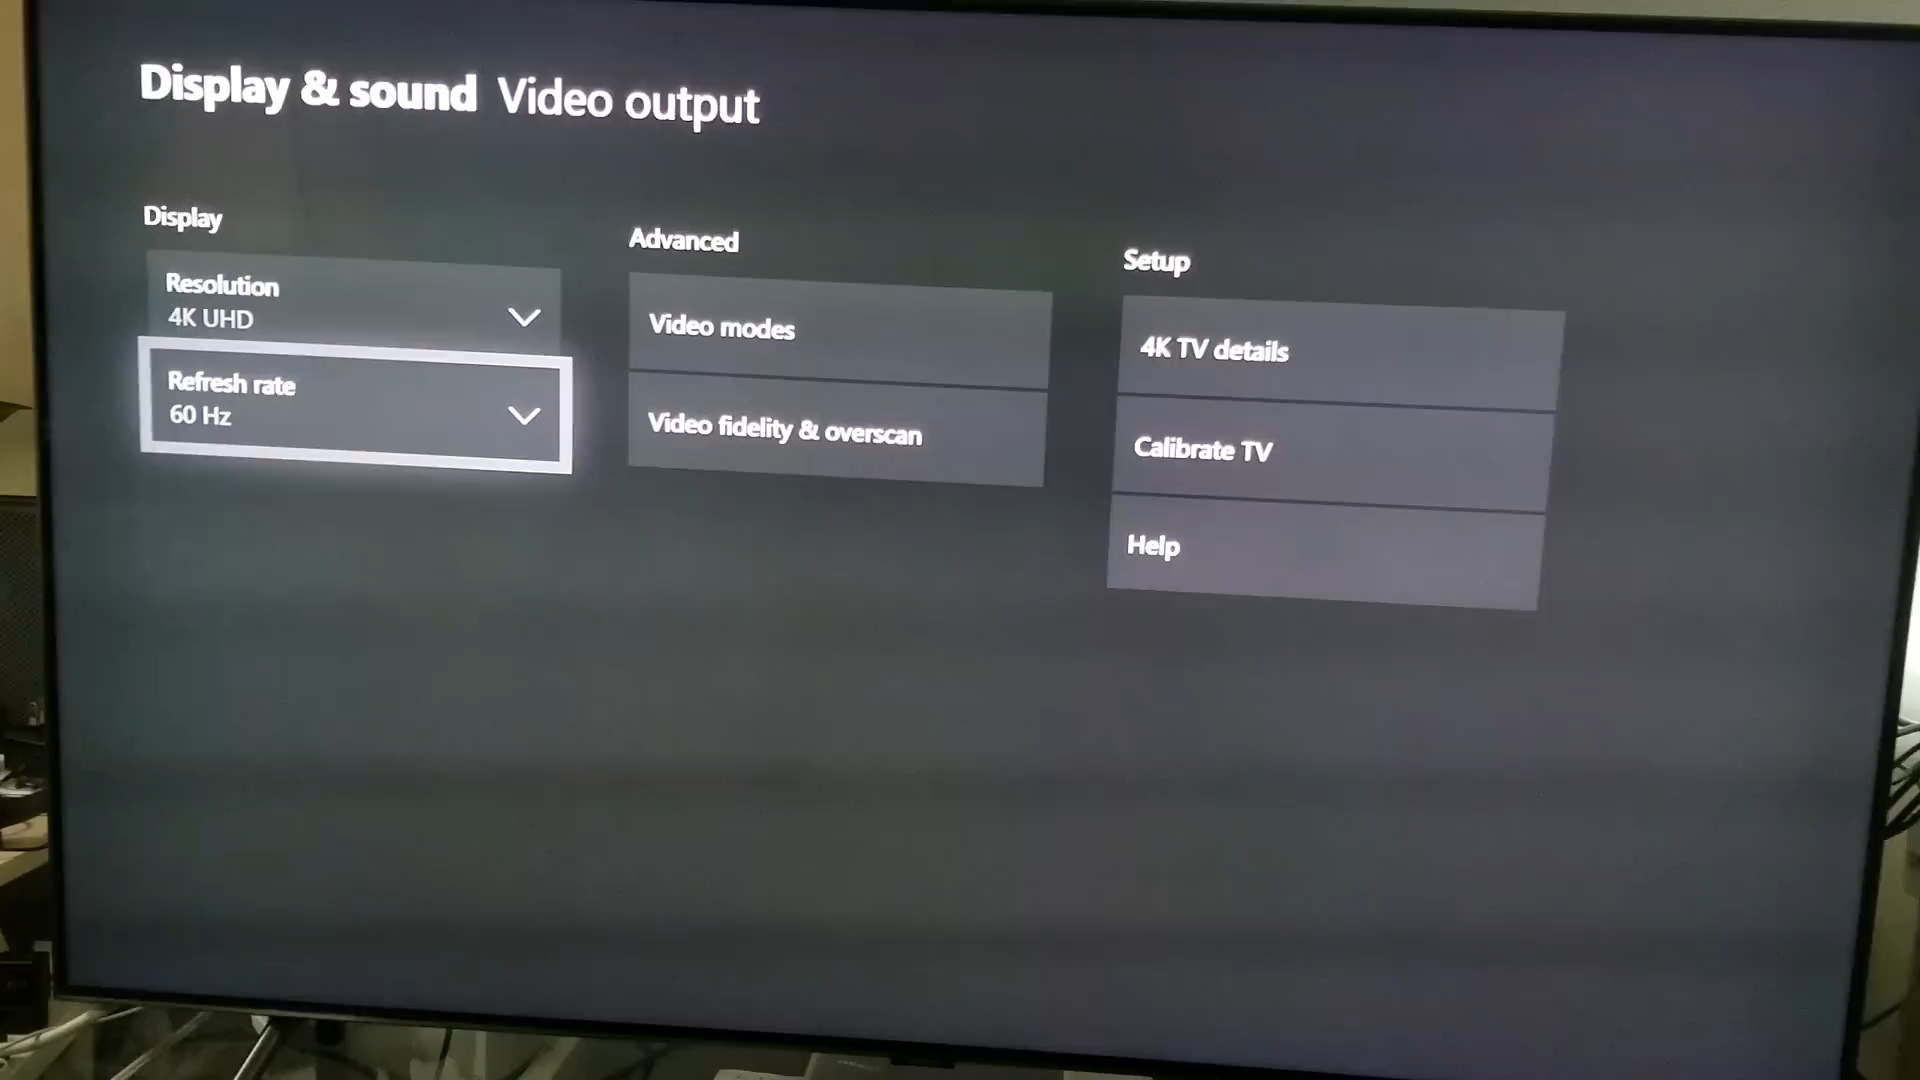 Display & sound Video output
Display
Resolution
4K UHD
Refresh rate
60 Hz
Advanced
Video modes
Video fidelity & overscan
Setup
4K TV details
Calibrate TV
Help